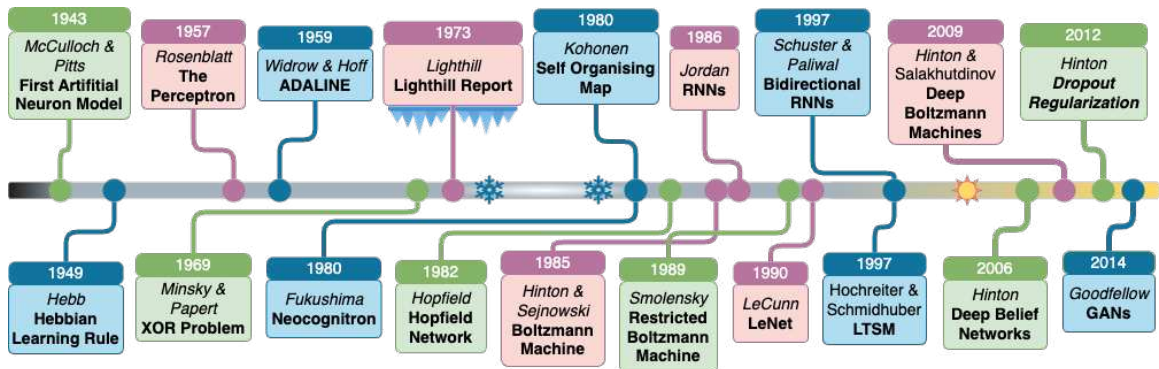 1943
McCulloch &
Pitts
First Artifitial
Neuron Model
1957
Rosenblatt
The
Perceptron
1959
Widrow & Hoff
ADALINE
1973
Lighthill
Lighthill Report
1980
Kohonen
Self Organising
Map
1986
Jordan
RNNs
1997
Schuster &
Paliwal
Bidirectional
RNNs
2009
Hinton &
Salakhutdinov
Deep
Boltzmann
Machines
2012
Hinton
Dropout
Regularization
1949
Hebb
Hebbian
Learning Rule
1969
Minsky &
Papert
XOR Problem
1980
Fukushima
Neocognitron
1982
Hopfield
Hopfield
Network
1985
Hinton &
Sejnowski
Boltzmann
Machine
1989
Smolensky
Restricted
Boltzmann
Machine
1990
LeCunn
LeNet
1997
Hochreiter &
Schmidhuber
LTSM
2006
Hinton
Deep Belief
Networks
2014
Goodfellow
GANs